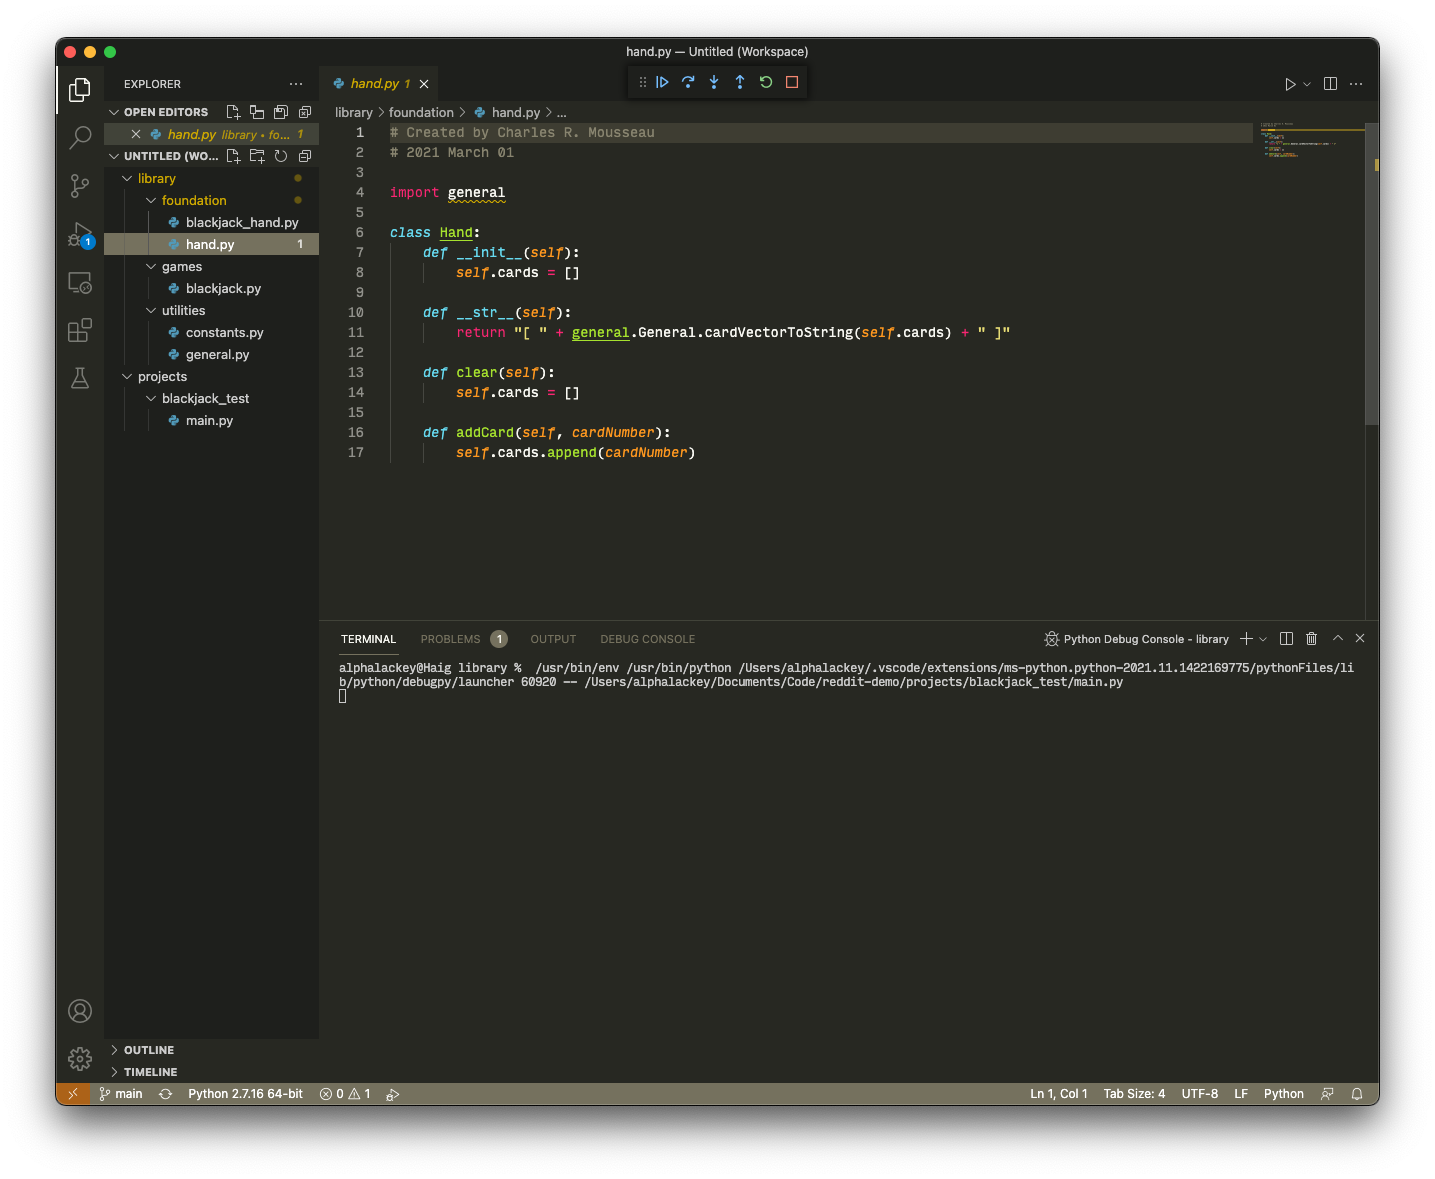 hand.py — Untitled (Workspace)
EXPLORER
OPEN EDITORS
hand.py library • fo... 1
UNTITLED (WO...
library
foundation
blackjack_hand.py
hand.py 1
games
blackjack.py
utilities
constants.py
general.py
projects
blackjack_test
main.py
OUTLINE
TIMELINE
1
hand.py 1
library > foundation > hand.py > ...
1 # Created by Charles R. Mousseau
2 # 2021 March 01
3
4 import general
5
6 class Hand:
7 def __init__(self):
8 self.cards = []
9
10 def __str__(self):
11 return "[ " + general.General.cardVectorToString(self.cards) + " ]"
12
13 def clear(self):
14 self.cards = []
15
16 def addCard(self, cardNumber):
17 self.cards.append(cardNumber)
TERMINAL PROBLEMS 1 OUTPUT DEBUG CONSOLE
Python Debug Console - library
alphalackey@Haig library % /usr/bin/env /usr/bin/python /Users/alphalackey/.vscode/extensions/ms-python.python-2021.11.1422169775/pythonFiles/li
b/python/debugpy/launcher 60920 -- /Users/alphalackey/Documents/Code/reddit-demo/projects/blackjack_test/main.py
main Python 2.7.16 64-bit 0 1 Ln 1, Col 1 Tab Size: 4 UTF-8 LF Python